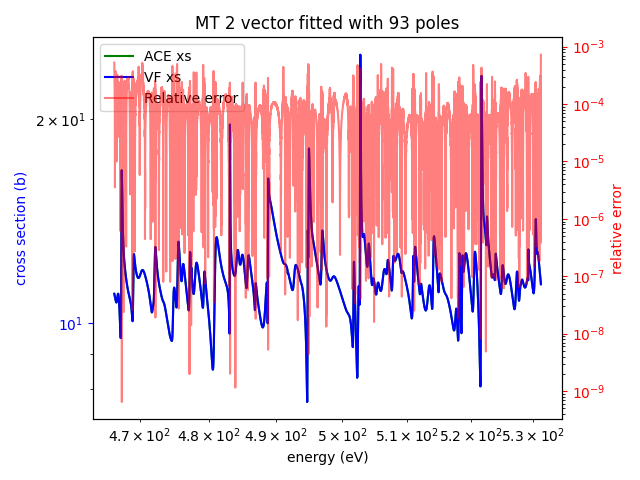 MT 2 vector fitted with 93 poles
ACE xs
VF xs
Relative error
cross section (b)
2 × 10¹
10¹
10⁻³
10⁻⁴
10⁻⁵
10⁻⁶
10⁻⁷
10⁻⁸
10⁻⁹
relative error
4.7 × 10² 4.8 × 10² 4.9 × 10² 5 × 10² 5.1 × 10² 5.2 × 10² 5.3 × 10²
energy (eV)